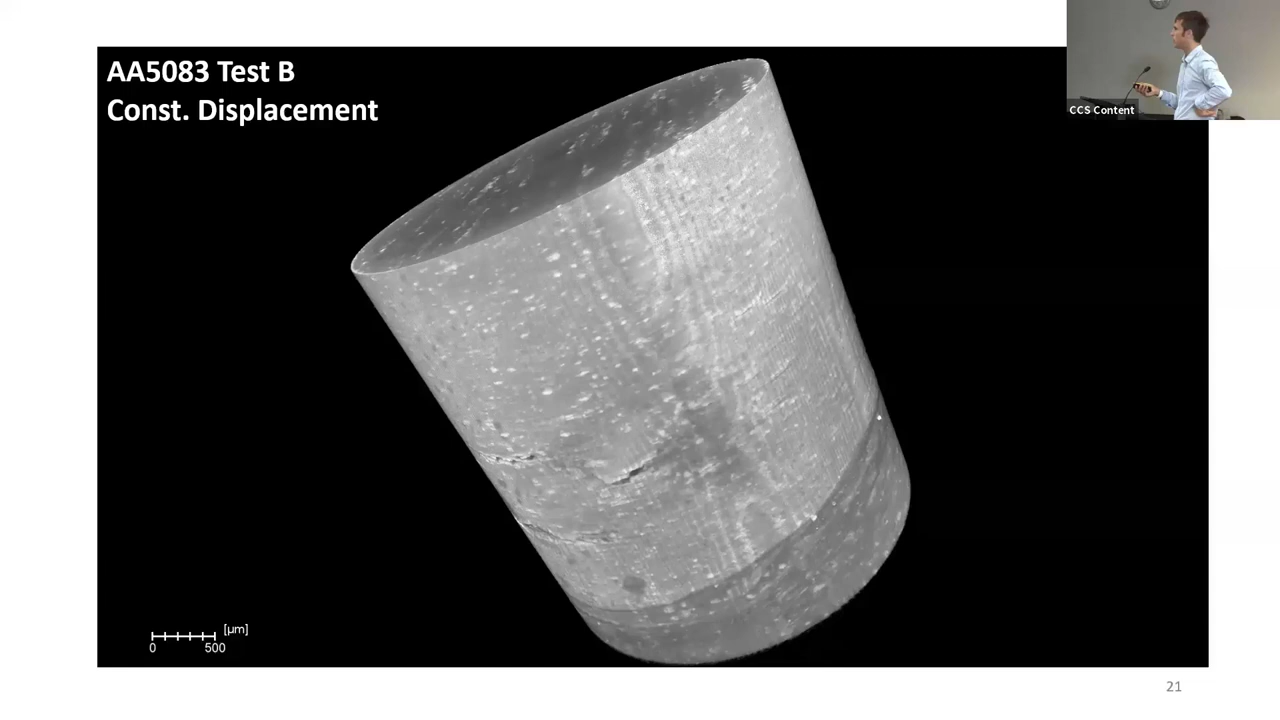 AA5083 Test B
Const. Displacement
CCS Content
[µm]
0 500
21